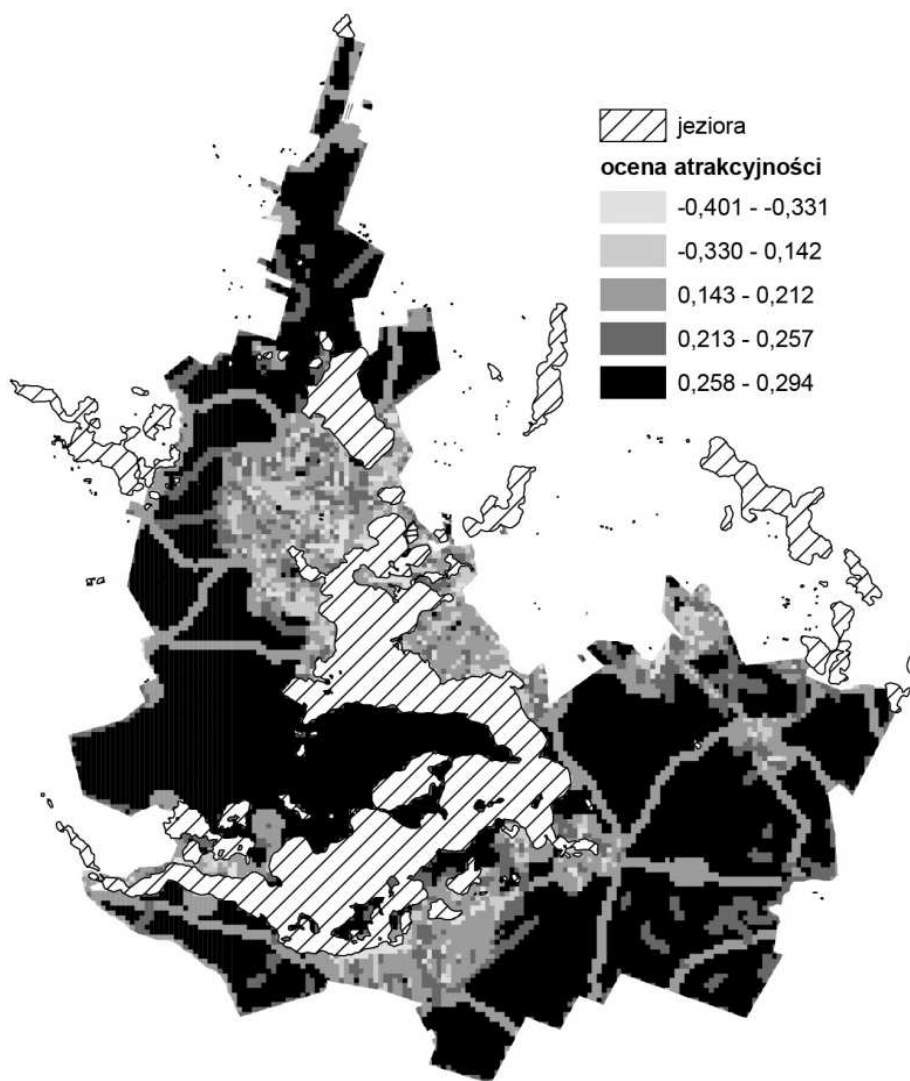 jeziora
ocena atrakcyjności
-0,401 - -0,331
-0,330 - 0,142
0,143 - 0,212
0,213 - 0,257
0,258 - 0,294